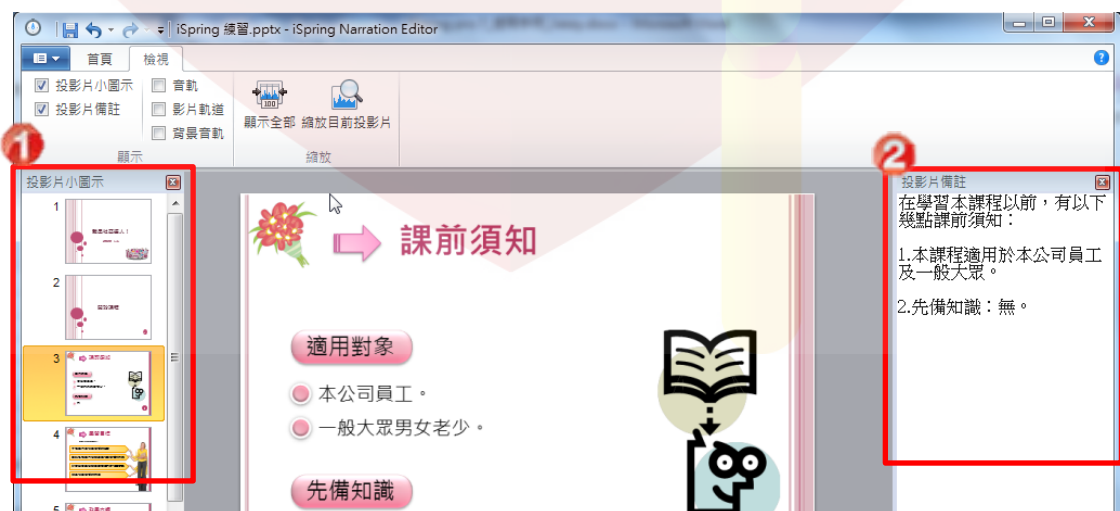 iSpring 練習.pptx - iSpring Narration Editor
首頁 檢視
投影片小圖示 音軌
投影片備註 影片軌道
背景音軌
顯示全部 縮放目前投影片
顯示 縮放
1
2
投影片小圖示
投影片備註
1
2
3
4
5
課前須知
適用對象
本公司員工。
一般大眾男女老少。
先備知識
在學習本課程以前，有以下
幾點課前須知：
1.本課程適用於本公司員工
及一般大眾。
2.先備知識：無。